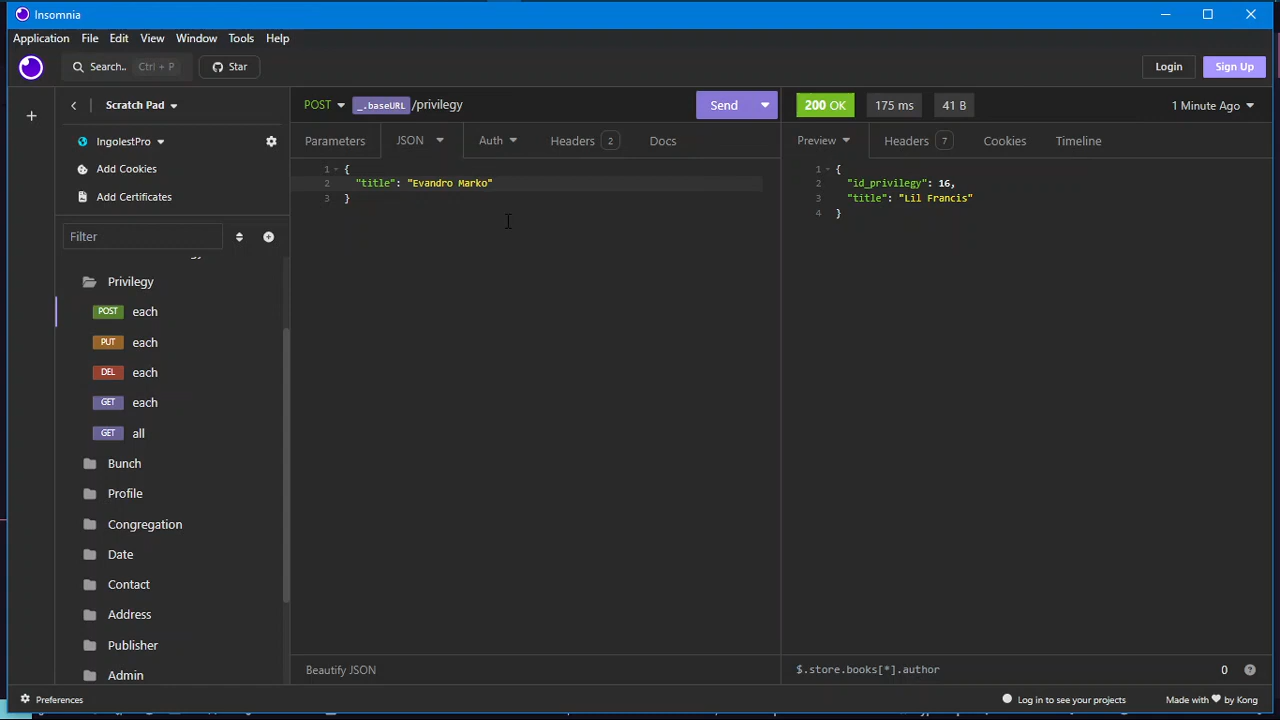 Insomnia
Application File Edit View Window Tools Help
Search.. Ctrl + P Star Login Sign Up
Scratch Pad
IngolestPro
Add Cookies
Add Certificates
Filter
Privilegy
POST each
PUT each
DEL each
GET each
GET all
Bunch
Profile
Congregation
Date
Contact
Address
Publisher
Admin
POST _.baseURL /privilegy Send
Parameters JSON Auth Headers 2 Docs
1 {
2 "title": "Evandro Marko"
3 }
Beautify JSON
200 OK 175 ms 41 B 1 Minute Ago
Preview Headers 7 Cookies Timeline
1 {
2 "id_privilegy": 16,
3 "title": "Lil Francis"
4 }
$.store.books[*].author 0
Preferences Log in to see your projects Made with ♥ by Kong